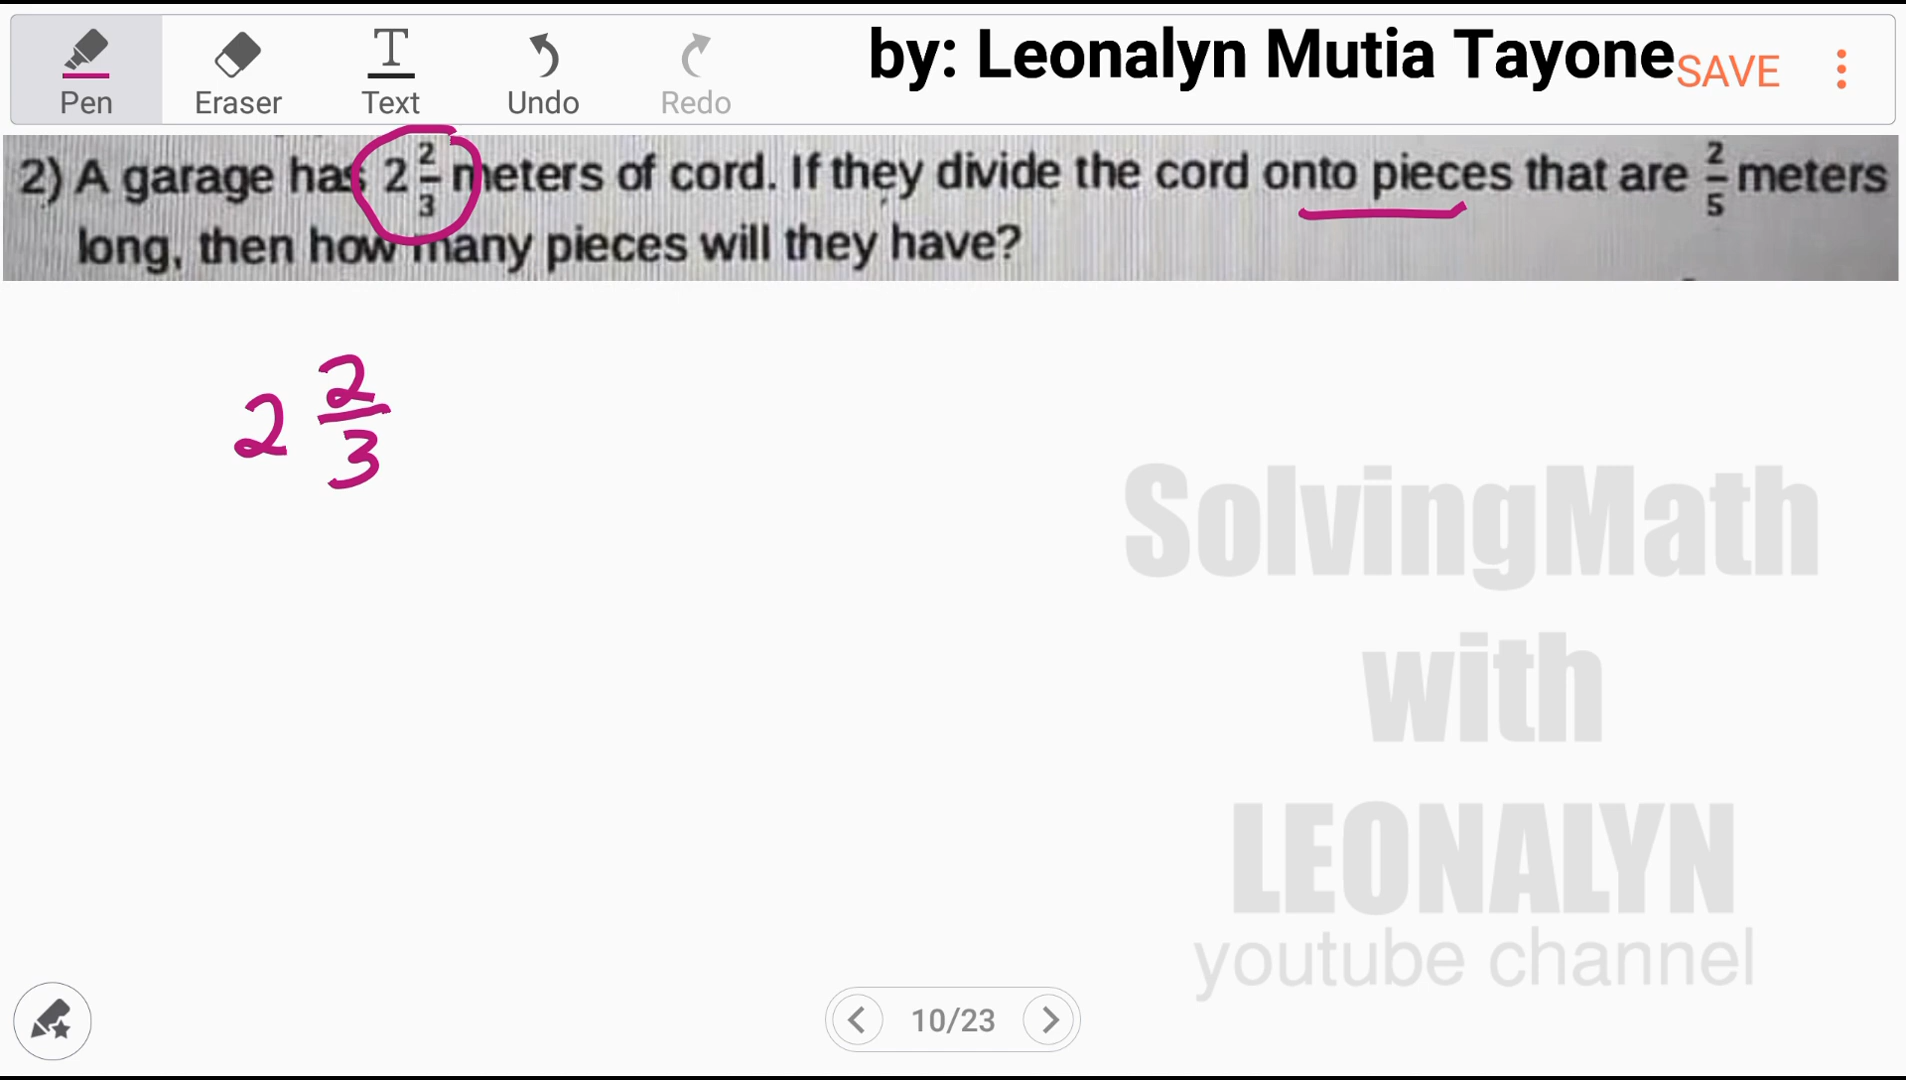 Pen Eraser Text Undo Redo by: Leonalyn Mutia Tayone SAVE
2) A garage has 2 2/3 meters of cord. If they divide the cord onto pieces that are 2/5 meters
long, then how many pieces will they have?
2 2/3
SolvingMath
with
LEONALYN
youtube channel
10/23